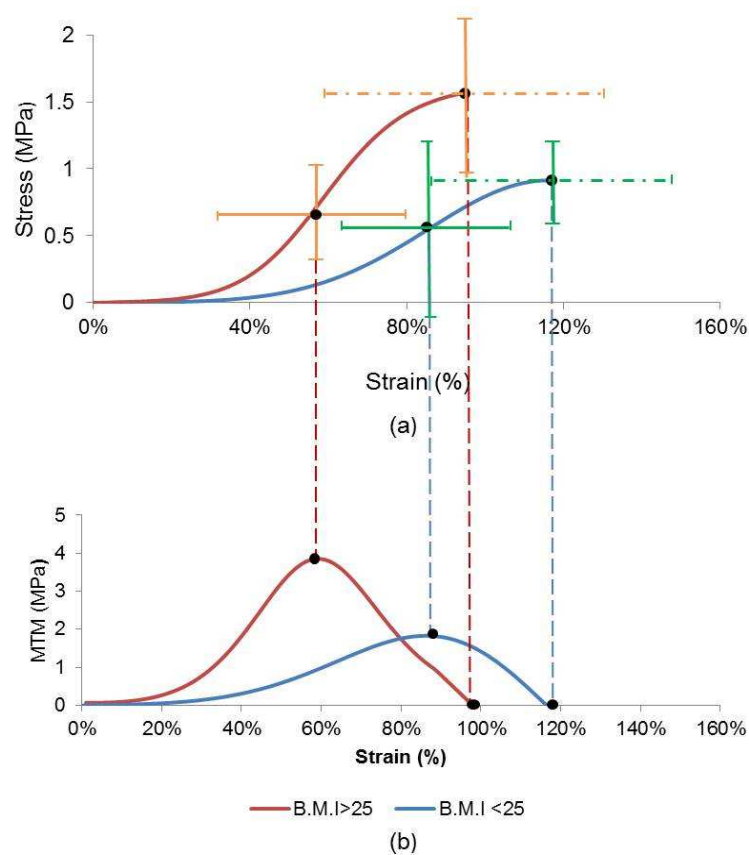 2
1.5
1
0.5
0
Stress (MPa)
0% 40% 80% 120% 160%
Strain (%)
(a)
5
4
3
2
1
0
MTM (MPa)
0% 20% 40% 60% 80% 100% 120% 140% 160%
Strain (%)
B.M.I>25 B.M.I <25
(b)